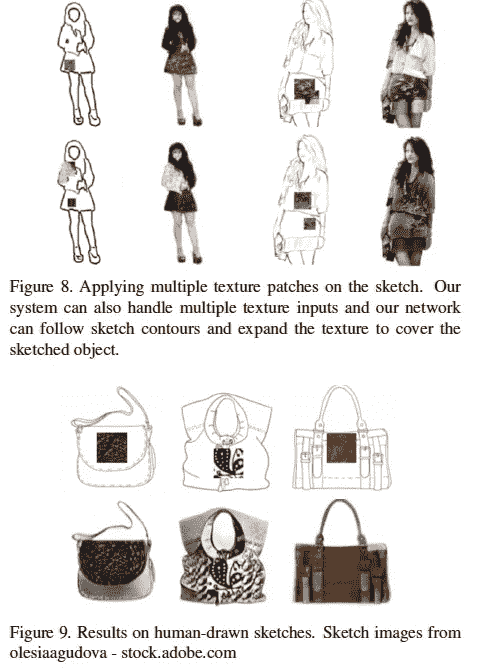 Figure 8. Applying multiple texture patches on the sketch. Our
system can also handle multiple texture inputs and our network
can follow sketch contours and expand the texture to cover the
sketched object.
Figure 9. Results on human-drawn sketches. Sketch images from
olesiaagudova - stock.adobe.com